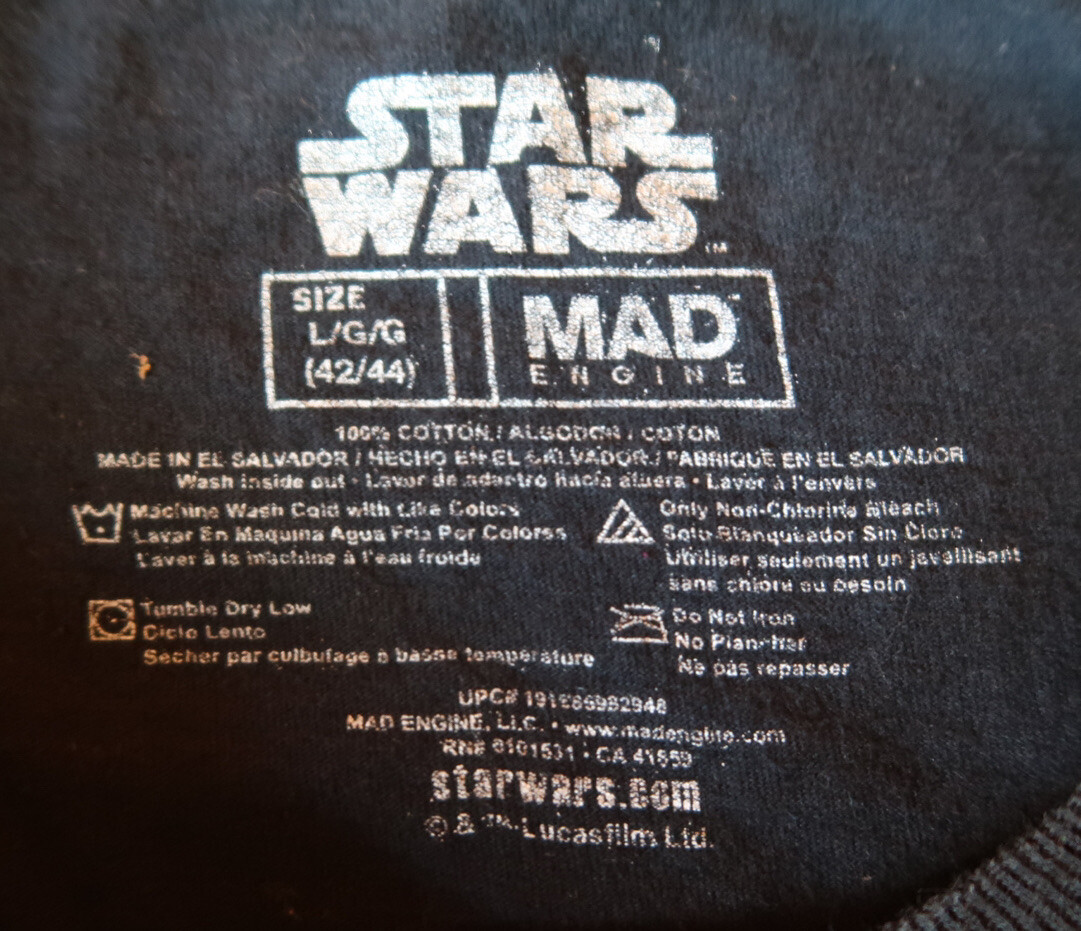 STAR
WARS™
SIZE
L/G/G
(42/44)
MAD
ENGINE
100% COTTON / ALGODON / COTON
MADE IN EL SALVADOR / HECHO EN EL SALVADOR / FABRIQUE EN EL SALVADOR
Wash inside out • Lavar de adentro hacia afuera • Laver à l'envers
Machine Wash Cold with Like Colors
Lavar En Maquina Agua Fria Por Colores
Laver à la machine à l'eau froide
Only Non-Chlorine Bleach
Solo Blanqueador Sin Cloro
Utiliser seulement un javellisant
sans chlore au besoin
Tumble Dry Low
Ciclo Lento
Sécher par culbutage à basse température
Do Not Iron
No Planchar
Ne pas repasser
UPC#
MAD ENGINE, LLC. • www.madengine.com
• CA
starwars.com
© & ™ Lucasfilm Ltd.